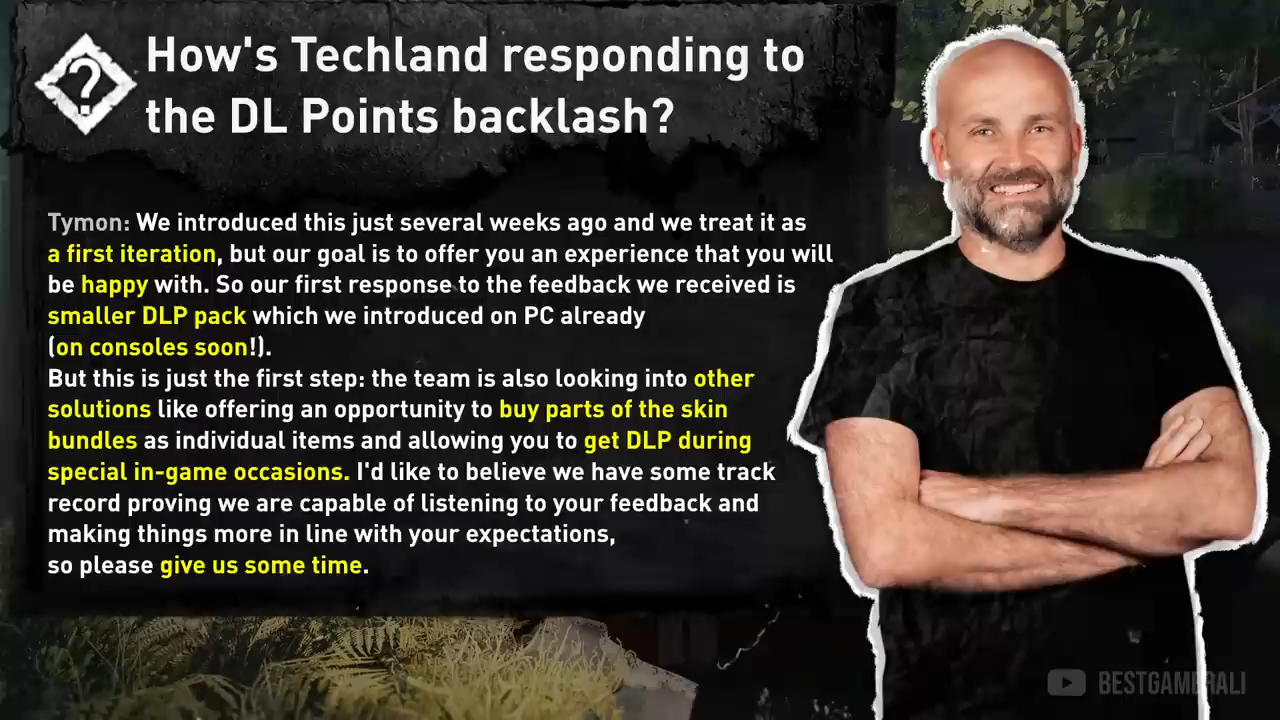 How's Techland responding to
the DL Points backlash?
Tymon: We introduced this just several weeks ago and we treat it as
a first iteration, but our goal is to offer you an experience that you will
be happy with. So our first response to the feedback we received is
smaller DLP pack which we introduced on PC already
(on consoles soon!).
But this is just the first step: the team is also looking into other
solutions like offering an opportunity to buy parts of the skin
bundles as individual items and allowing you to get DLP during
special in-game occasions. I'd like to believe we have some track
record proving we are capable of listening to your feedback and
making things more in line with your expectations,
so please give us some time.
BESTGAMERALI